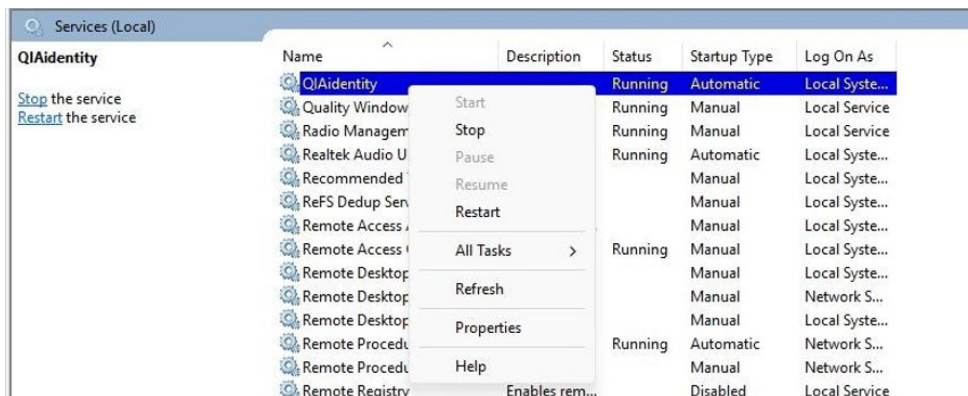 Services (Local)
QIAidentity
Stop the service
Restart the service
Name Description Status Startup Type Log On As
QIAidentity Running Automatic Local Syste...
Quality Window Running Manual Local Service
Radio Managem Running Manual Local Service
Realtek Audio U Running Automatic Local Syste...
Recommended Manual Local Syste...
ReFS Dedup Serv Manual Local Syste...
Remote Access Manual Local Syste...
Remote Access Running Manual Local Syste...
Remote Desktop Manual Local Syste...
Remote Desktop Manual Network S...
Remote Desktop Manual Local Syste...
Remote Procedu Running Automatic Network S...
Remote Procedu Manual Network S...
Remote Registry Enables rem... Disabled Local Service
Start
Stop
Pause
Resume
Restart
All Tasks >
Refresh
Properties
Help